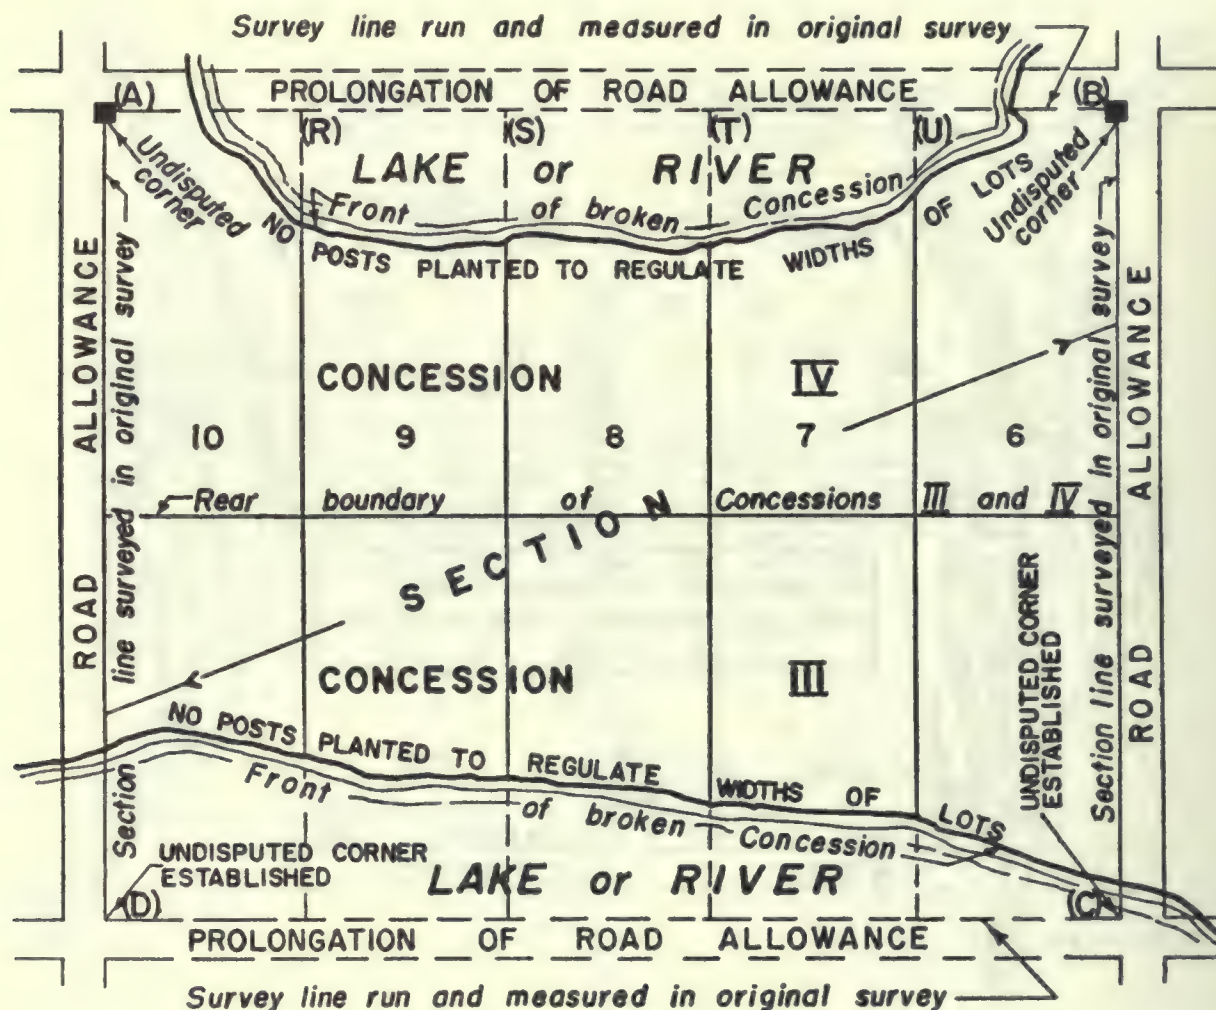 Survey line run and measured in original survey
PROLONGATION OF ROAD ALLOWANCE
(A)
(B)
(R)
(S)
(T)
(U)
Undisputed corner
LAKE or RIVER
Undisputed corner
Front of broken Concession
NO POSTS PLANTED TO REGULATE WIDTHS OF LOTS
ROAD ALLOWANCE
Section line surveyed in original survey
Section line surveyed in original survey
ROAD ALLOWANCE
CONCESSION IV
10 9 8 7 6
Rear boundary of Concessions III and IV
SECTION
CONCESSION III
UNDISPUTED CORNER
ESTABLISHED
NO POSTS PLANTED TO REGULATE WIDTHS OF LOTS
Front of broken Concession
UNDISPUTED CORNER
ESTABLISHED
LAKE or RIVER
(D)
(C)
PROLONGATION OF ROAD ALLOWANCE
Survey line run and measured in original survey